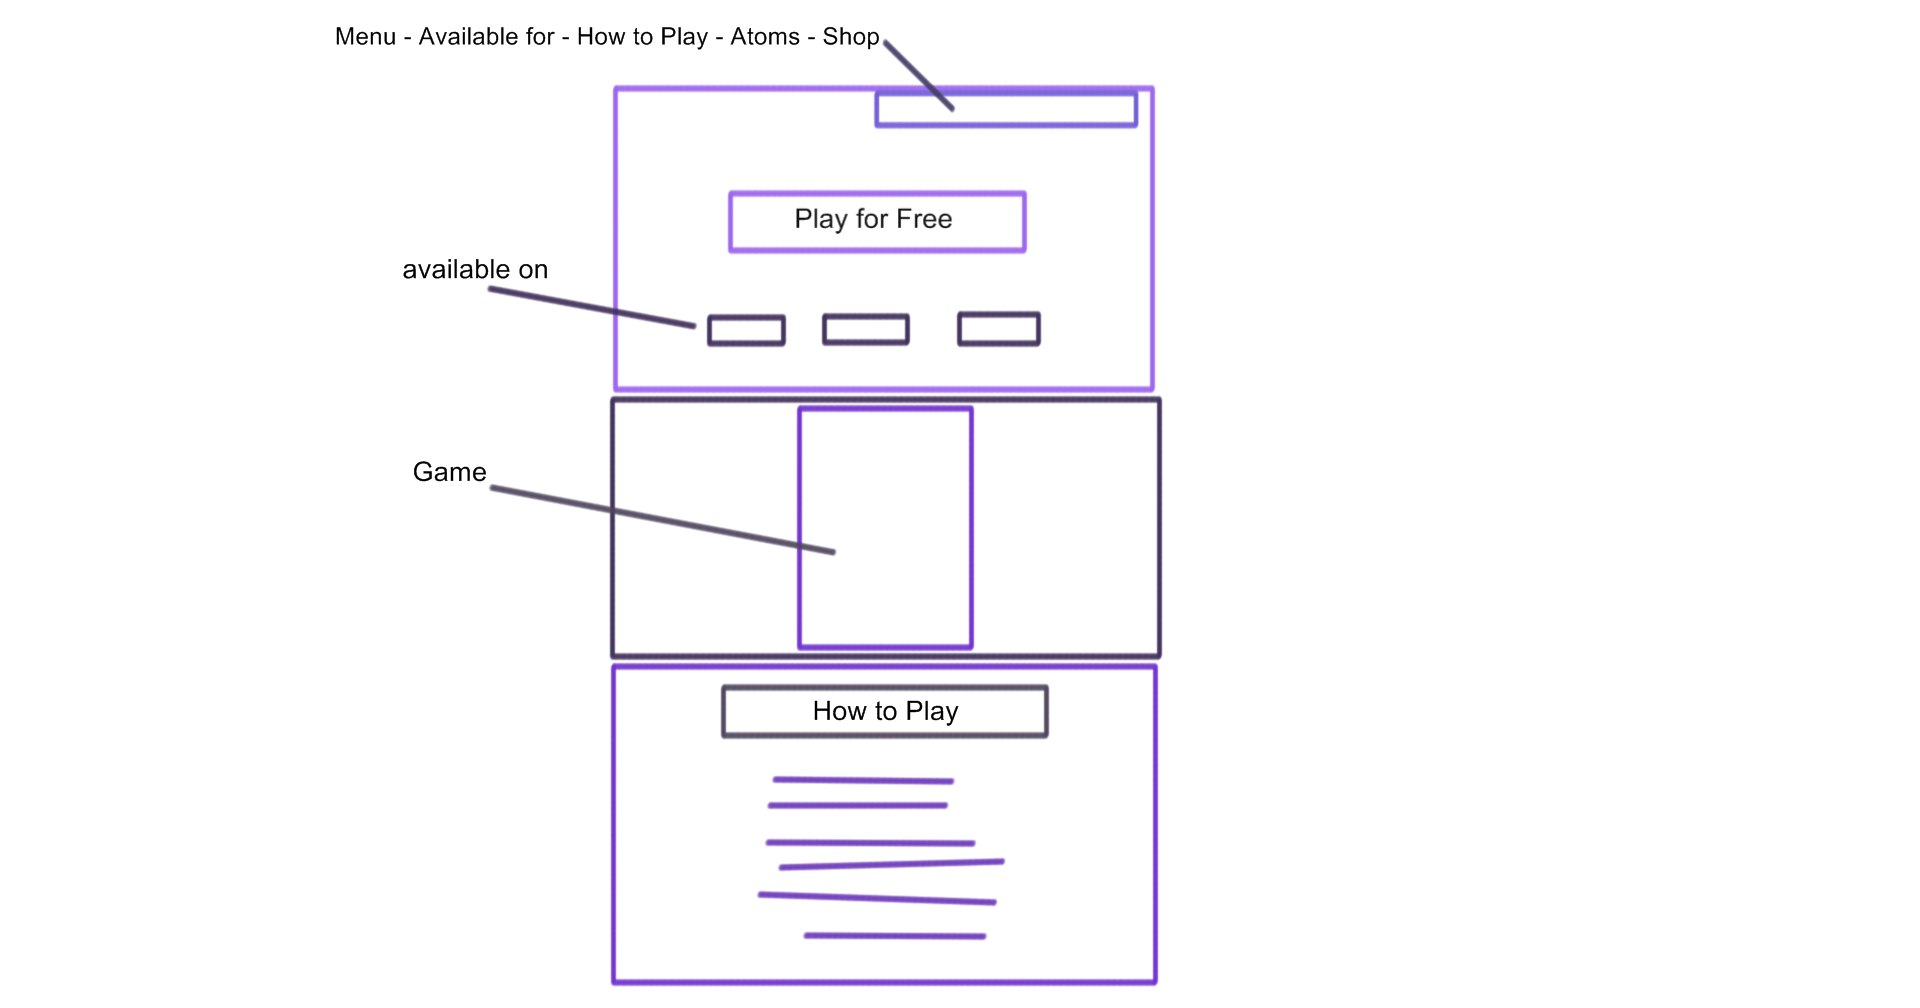 Menu - Available for - How to Play - Atoms - Shop
Play for Free
available on
Game
How to Play